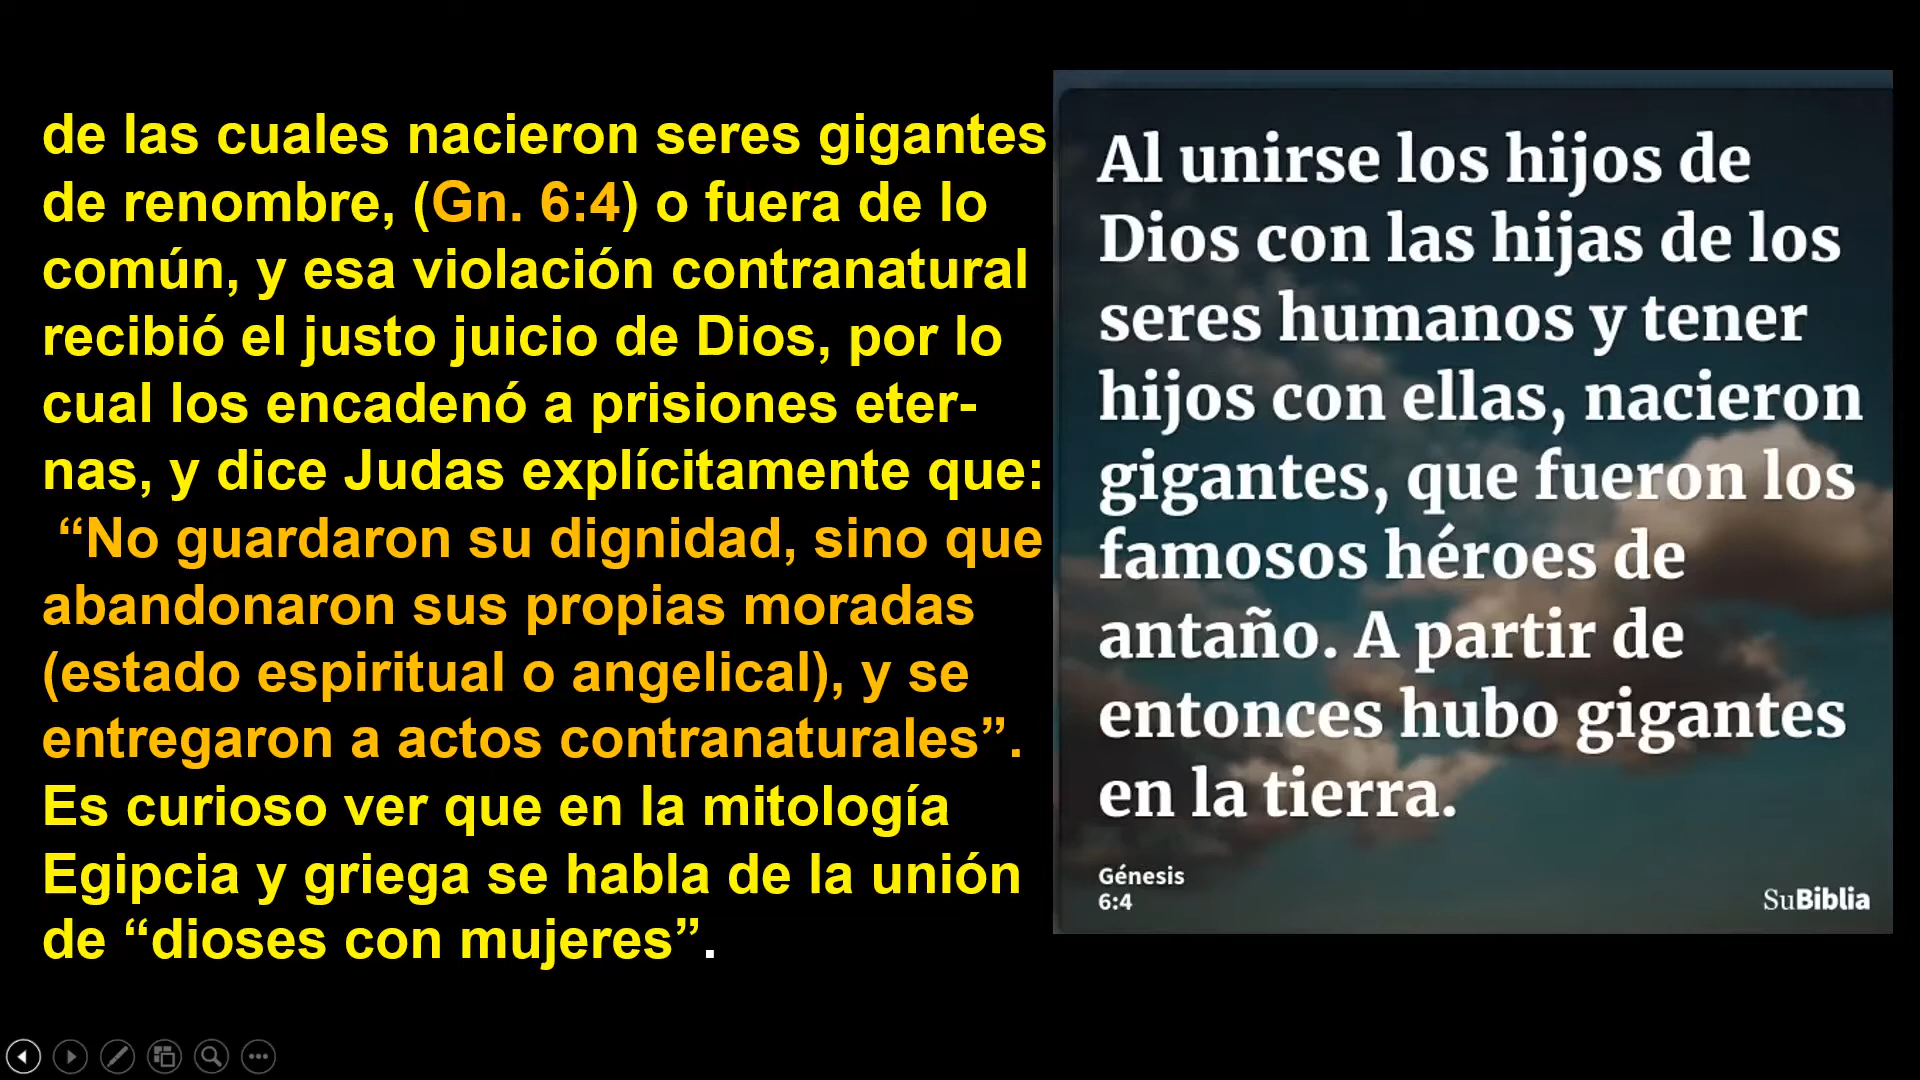 de las cuales nacieron seres gigantes
de renombre, (Gn. 6:4) o fuera de lo
común, y esa violación contranatural
recibió el justo juicio de Dios, por lo
cual los encadenó a prisiones eter-
nas, y dice Judas explícitamente que:
“No guardaron su dignidad, sino que
abandonaron sus propias moradas
(estado espiritual o angelical), y se
entregaron a actos contranaturales”.
Es curioso ver que en la mitología
Egipcia y griega se habla de la unión
de “dioses con mujeres”.
Al unirse los hijos de
Dios con las hijas de los
seres humanos y tener
hijos con ellas, nacieron
gigantes, que fueron los
famosos héroes de
antaño. A partir de
entonces hubo gigantes
en la tierra.
Génesis
6:4
SuBiblia